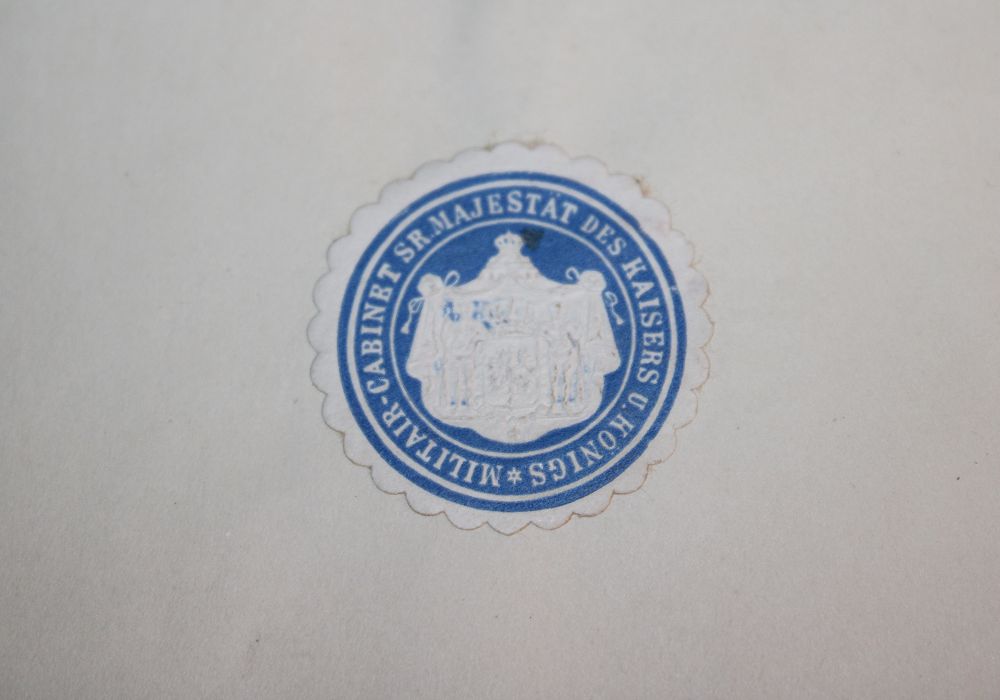 MILITAIR-CABINET SR. MAJESTÄT DES KAISERS U. KÖNIGS